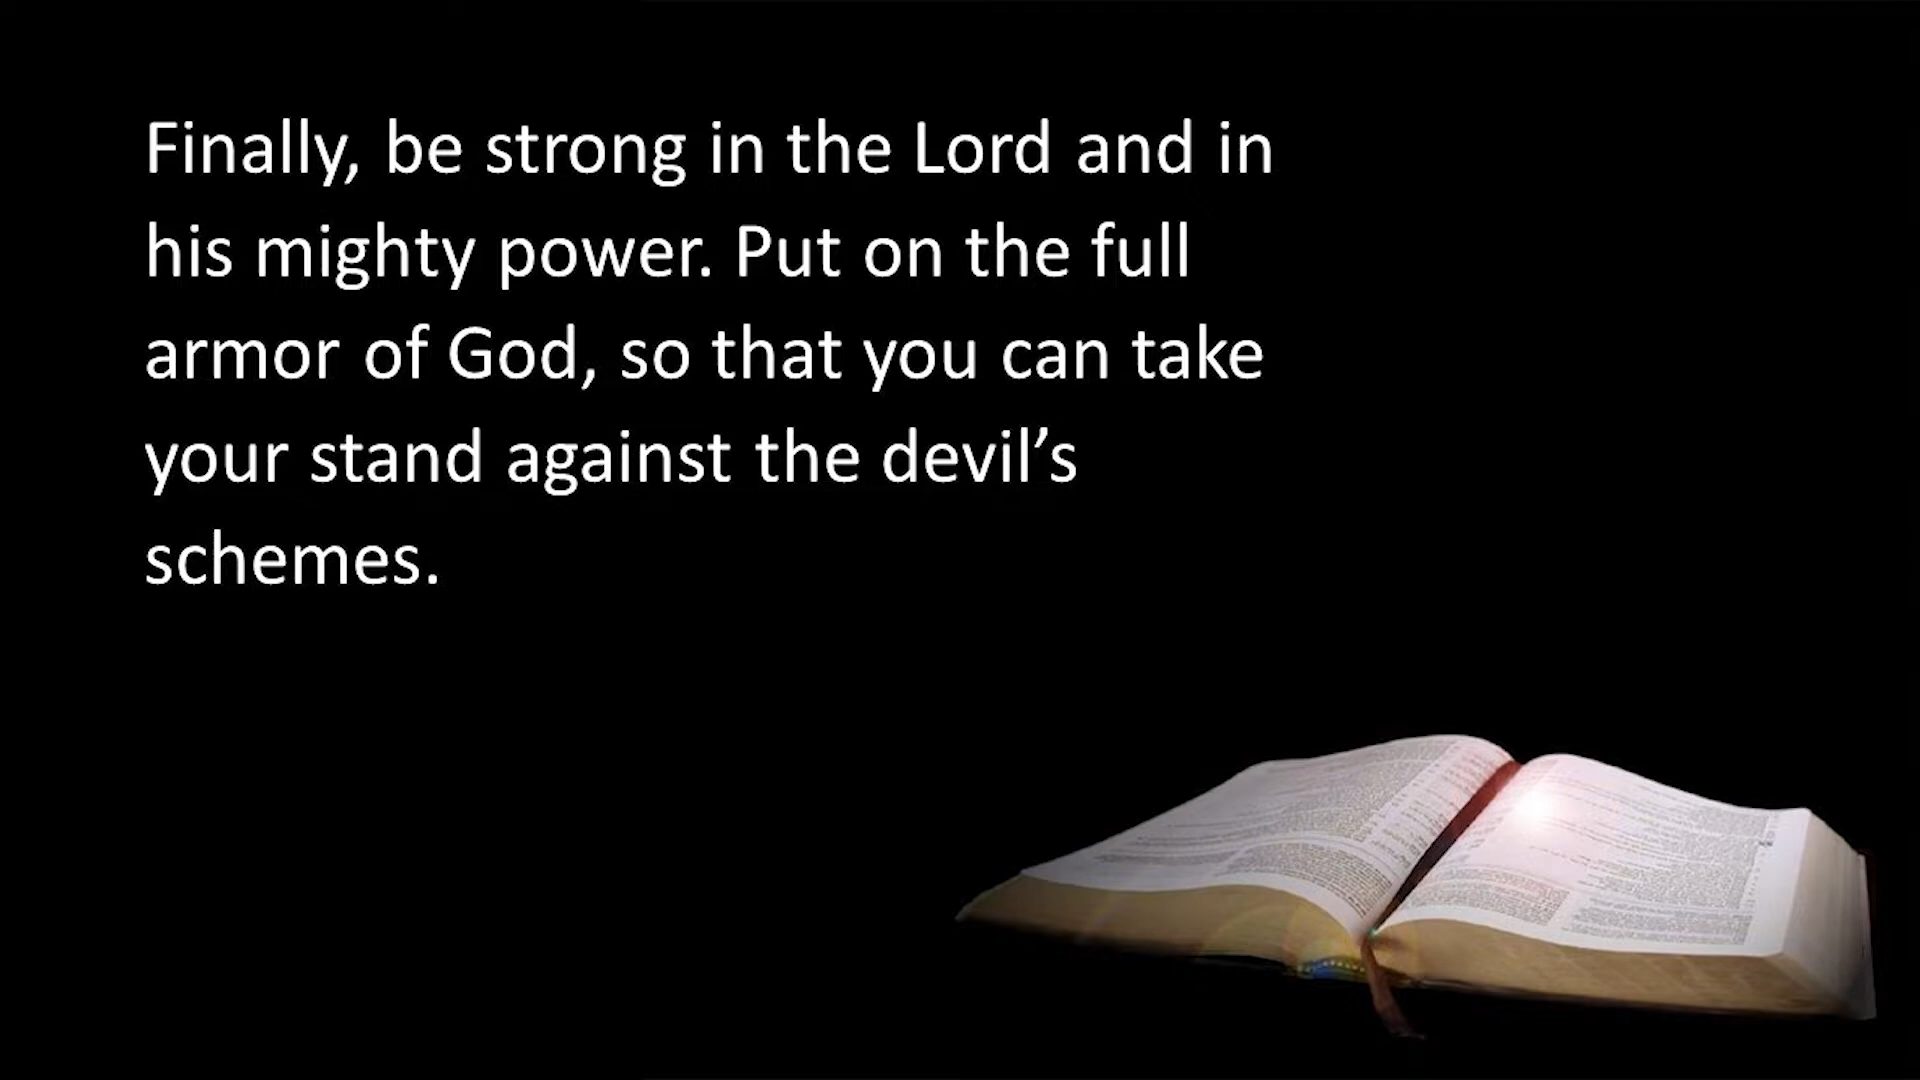 Finally, be strong in the Lord and in
his mighty power. Put on the full
armor of God, so that you can take
your stand against the devil’s
schemes.